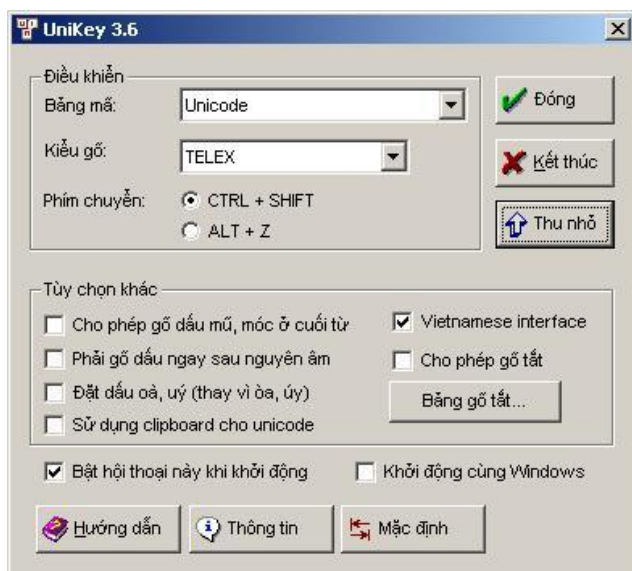 UniKey 3.6
Điều khiển
Bảng mã:
Unicode
Đóng
Kiểu gõ:
TELEX
Kết thúc
Phím chuyển:
CTRL + SHIFT
ALT + Z
Thu nhỏ
Tùy chọn khác
Cho phép gõ dấu mũ, móc ở cuối từ
Vietnamese interface
Phải gõ dấu ngay sau nguyên âm
Cho phép gõ tắt
Đặt dấu oà, uý (thay vì òa, úy)
Bảng gõ tắt...
Sử dụng clipboard cho unicode
Bật hội thoại này khi khởi động
Khởi động cùng Windows
Hướng dẫn
Thông tin
Mặc định